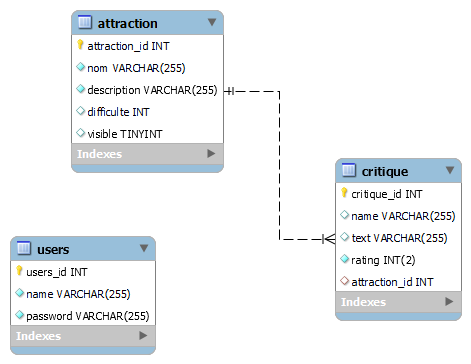 attraction
attraction_id INT
nom VARCHAR(255)
description VARCHAR(255)
difficulte INT
visible TINYINT
Indexes
critique
critique_id INT
name VARCHAR(255)
text VARCHAR(255)
rating INT(2)
attraction_id INT
Indexes
users
users_id INT
name VARCHAR(255)
password VARCHAR(255)
Indexes